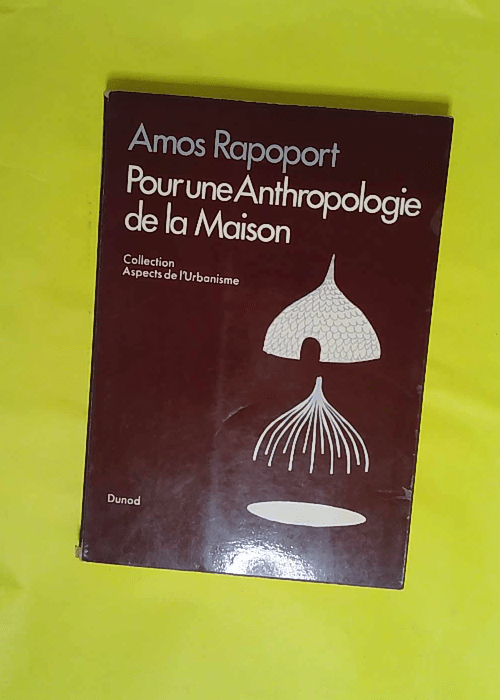 Amos Rapoport
Pour une Anthropologie
de la Maison
Collection
Aspects de l'Urbanisme
Dunod